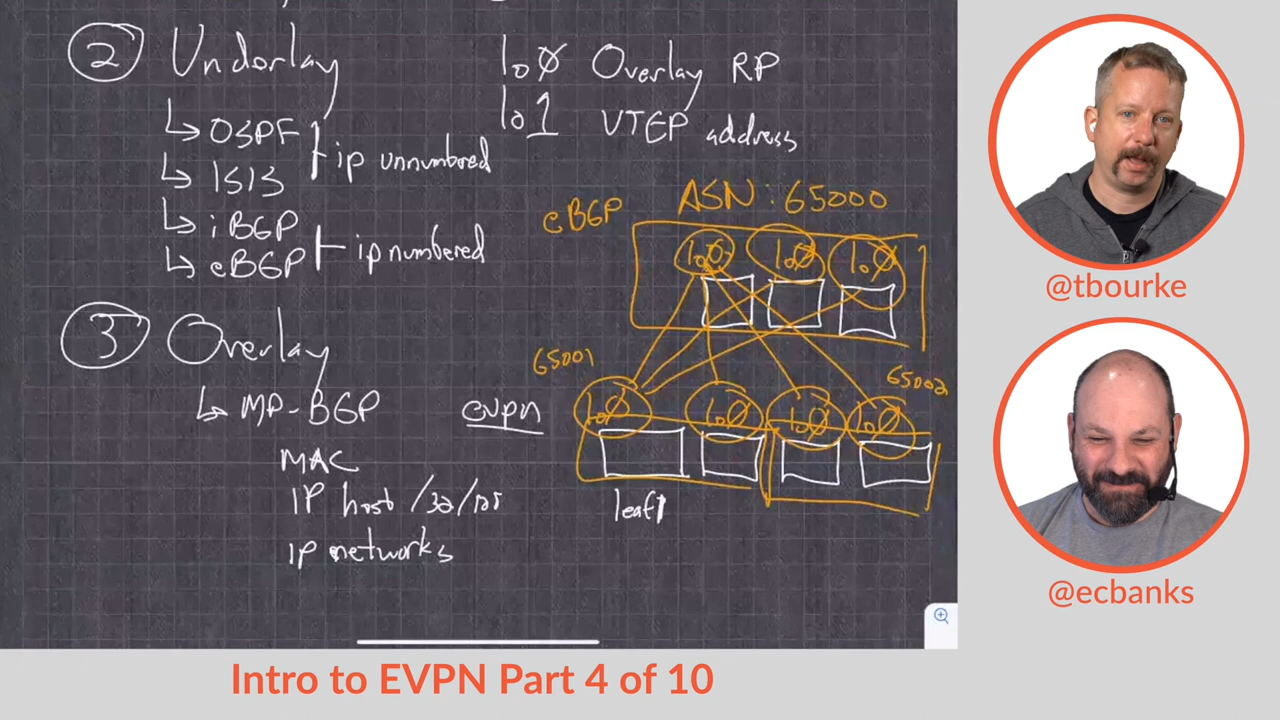 ② Underlay
↳ OSPF
↳ ISIS
ip unnumbered
↳ iBGP
↳ eBGP
ip numbered
③ Overlay
↳ MP-BGP evpn
MAC
IP host /32/128
IP networks
lo0 Overlay RP
lo1 VTEP address
eBGP ASN: 65000
lo0 lo0 lo0
65001 65002
lo0 lo0 lo0 lo0
leaf1
@tbourke
@ecbanks
Intro to EVPN Part 4 of 10